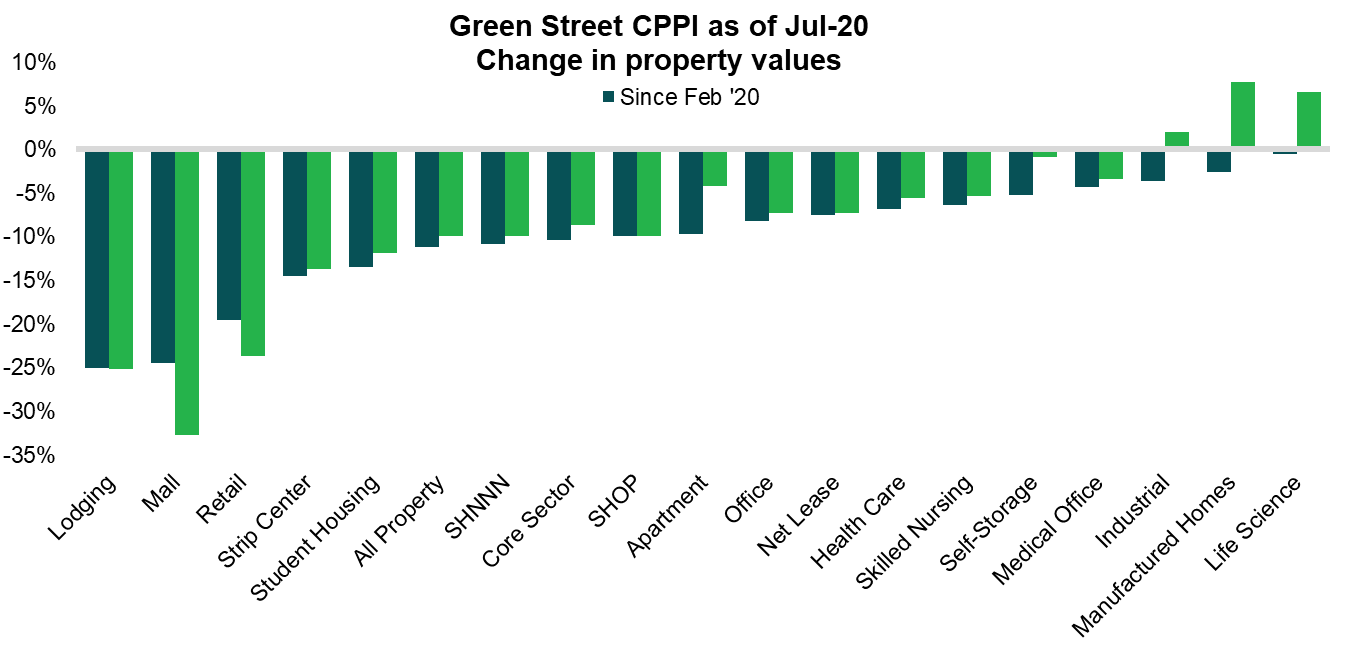 Green Street CPPI as of Jul-20
Change in property values
Since Feb '20
10%
5%
0%
-5%
-10%
-15%
-20%
-25%
-30%
-35%
Lodging
Mall
Retail
Strip Center
Student Housing
All Property
SHNNN
Core Sector
SHOP
Apartment
Office
Net Lease
Health Care
Skilled Nursing
Self-Storage
Medical Office
Industrial
Manufactured Homes
Life Science